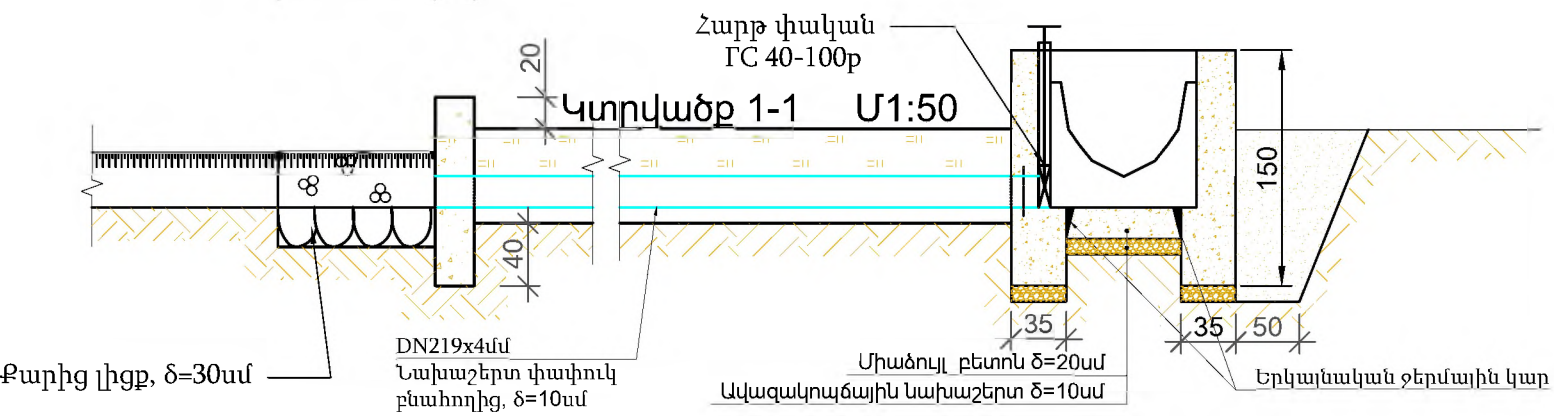 Հարթ փական
ГС 40-100р
20
Կտրվածք 1-1 Մ1:50
150
40
35
35
50
DN219x4մմ
Նախաշերտ փափուկ
բնահողից, δ=10սմ
Քարից լիցք, δ=30սմ
Միաձույլ բետոն δ=20սմ
Ավազակոպճային նախաշերտ δ=10սմ
Երկայնական ջերմային կար